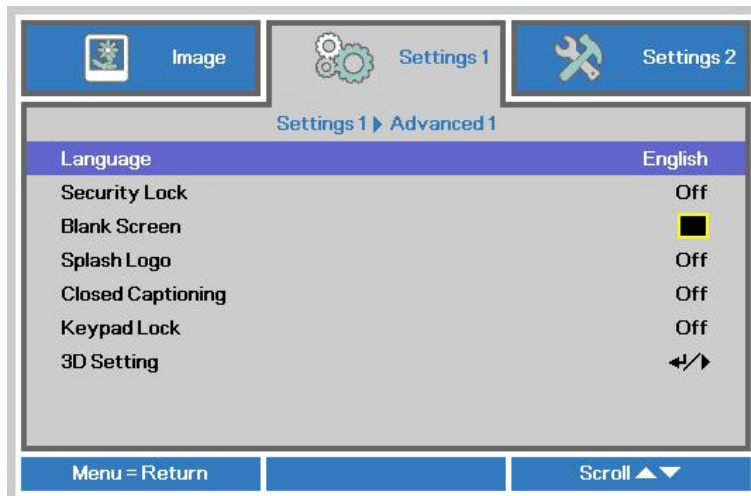 Image Settings 1 Settings 2
Settings 1 ▶ Advanced 1
Language English
Security Lock Off
Blank Screen
Splash Logo Off
Closed Captioning Off
Keypad Lock Off
3D Setting ↵/▶
Menu = Return Scroll ▲▼